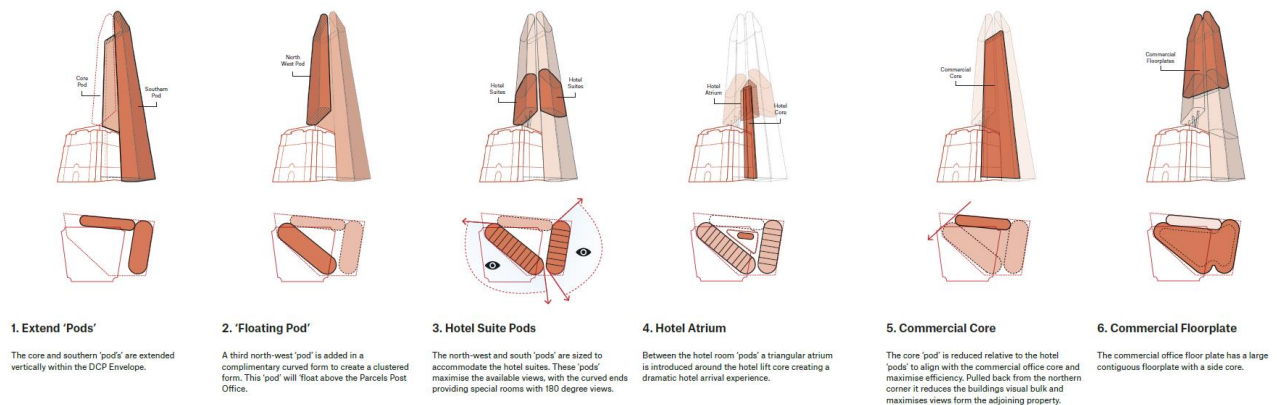 Core
Pod
Southern
Pod
North
West Pod
Hotel
Suites
Hotel
Suites
Hotel
Atrium
Hotel
Core
Commercial
Core
Commercial
Floorplates
1. Extend ‘Pods’
The core and southern ‘pod’s’ are extended
vertically within the DCP Envelope.
2. ‘Floating Pod’
A third north-west ‘pod’ is added in a
complimentary curved form to create a clustered
form. This ‘pod’ will ‘float above the Parcels Post
Office.
3. Hotel Suite Pods
The north-west and south ‘pods’ are sized to
accommodate the hotel suites. These ‘pods’
maximise the available views, with the curved ends
providing special rooms with 180 degree views.
4. Hotel Atrium
Between the hotel room ‘pods’ a triangular atrium
is introduced around the hotel lift core creating a
dramatic hotel arrival experience.
5. Commercial Core
The core ‘pod’ is reduced relative to the hotel
‘pods’ to align with the commercial office core and
maximise efficiency. Pulled back from the northern
corner it reduces the buildings visual bulk and
maximises views form the adjoining property.
6. Commercial Floorplate
The commercial office floor plate has a large
contiguous floorplate with a side core.